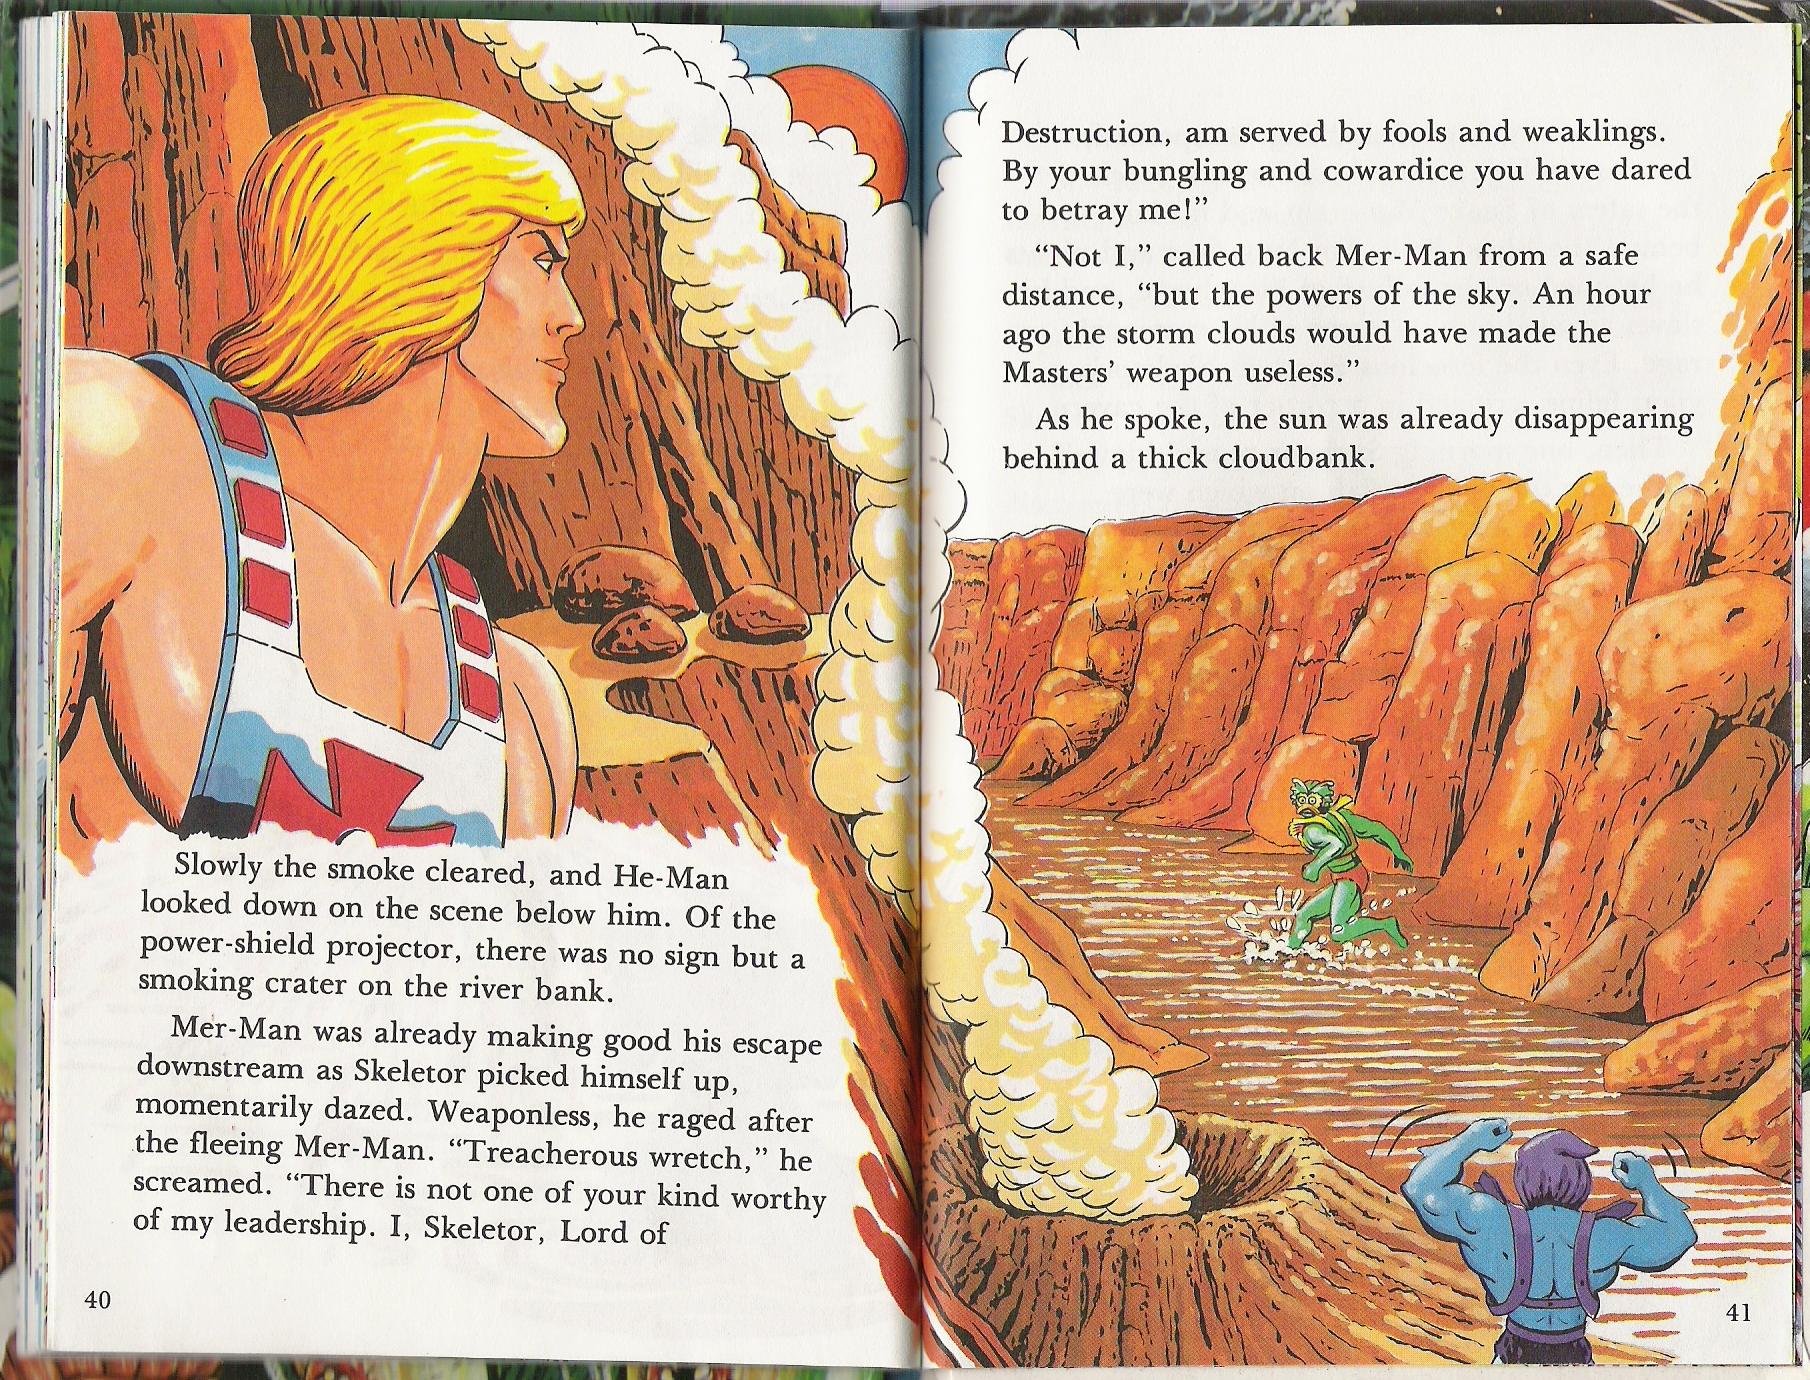 Slowly the smoke cleared, and He-Man
looked down on the scene below him. Of the
power-shield projector, there was no sign but a
smoking crater on the river bank.
Mer-Man was already making good his escape
downstream as Skeletor picked himself up,
momentarily dazed. Weaponless, he raged after
the fleeing Mer-Man. “Treacherous wretch,” he
screamed. “There is not one of your kind worthy
of my leadership. I, Skeletor, Lord of
40
Destruction, am served by fools and weaklings.
By your bungling and cowardice you have dared
to betray me!”
“Not I,” called back Mer-Man from a safe
distance, “but the powers of the sky. An hour
ago the storm clouds would have made the
Masters’ weapon useless.”
As he spoke, the sun was already disappearing
behind a thick cloudbank.
41